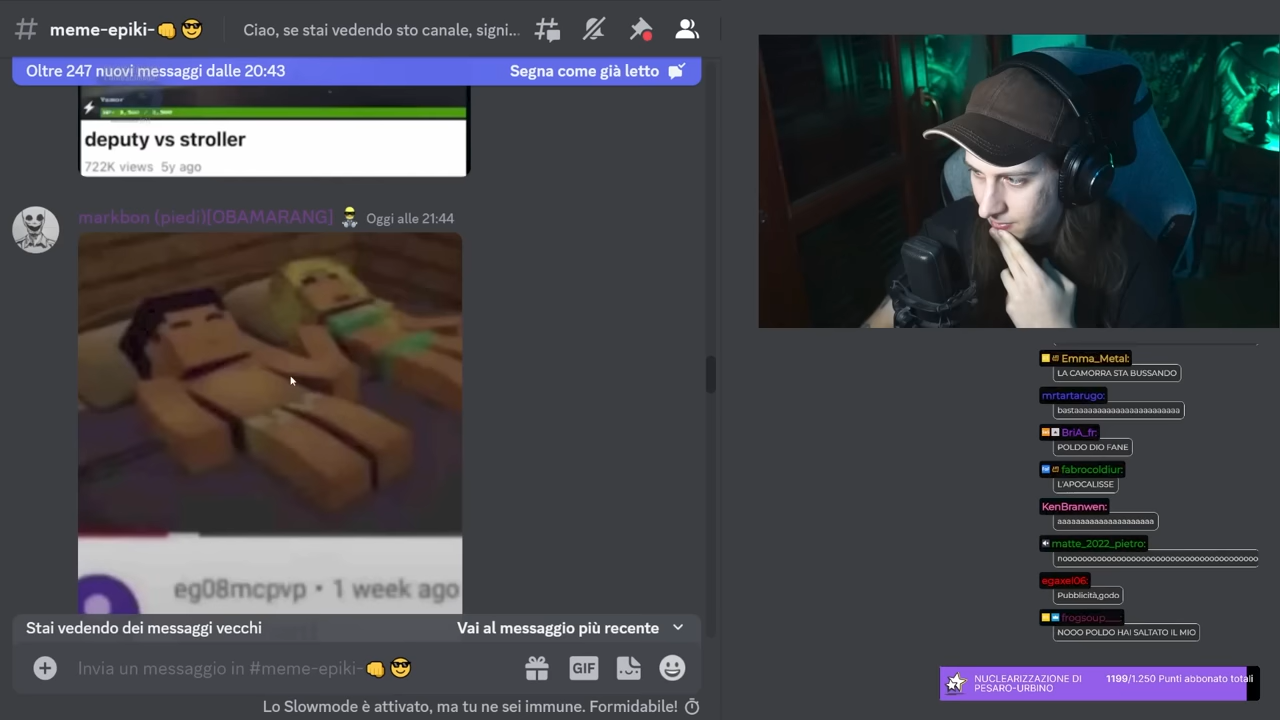 # meme-epiki-👊😎
Ciao, se stai vedendo sto canale, signi...
Oltre 247 nuovi messaggi dalle 20:43
Segna come già letto
deputy vs stroller
722K views 5y ago
markbon (piedi)[OBAMARANG] Oggi alle 21:44
eg08mcpvp • 1 week ago
Stai vedendo dei messaggi vecchi
Vai al messaggio più recente
Invia un messaggio in #meme-epiki-👊😎
GIF
Lo Slowmode è attivato, ma tu ne sei immune. Formidabile!
Emma_Metal:
LA CAMORRA STA BUSSANDO
mrtartarugo:
bastaaaaaaaaaaaaaaaaaaaaaaa
BriA_fr:
POLDO DIO FANE
fabrocoldiur:
L'APOCALISSE
KenBranwen:
aaaaaaaaaaaaaaaaaaaa
matte_2022_pietro:
noooooooooooooooooooooooooooooooooooooooo
egaxel06:
Pubblicità,godo
frogsoup___:
NOOO POLDO HAI SALTATO IL MIO
NUCLEARIZZAZIONE DI
PESARO-URBINO
1199/1.250 Punti abbonato totali